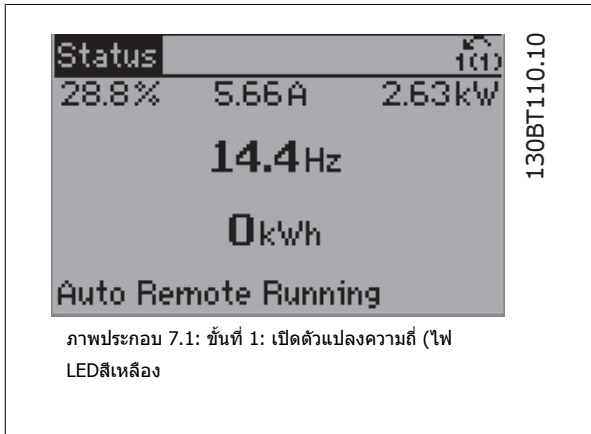 Status 1(1)
28.8% 5.66A 2.63kW
14.4Hz
0kWh
Auto Remote Running
130BT110.10
ภาพประกอบ 7.1: ขั้นที่ 1: เปิดตัวแปลงความถี่ (ไฟ
LEDสีเหลือง